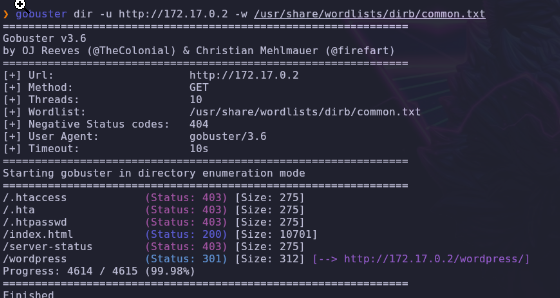 ❯ gobuster dir -u http://172.17.0.2 -w /usr/share/wordlists/dirb/common.txt
===============================================================
Gobuster v3.6
by OJ Reeves (@TheColonial) & Christian Mehlmauer (@firefart)
===============================================================
[+] Url:                     http://172.17.0.2
[+] Method:                  GET
[+] Threads:                 10
[+] Wordlist:                /usr/share/wordlists/dirb/common.txt
[+] Negative Status codes:   404
[+] User Agent:              gobuster/3.6
[+] Timeout:                 10s
===============================================================
Starting gobuster in directory enumeration mode
===============================================================
/.htaccess            (Status: 403) [Size: 275]
/.hta                 (Status: 403) [Size: 275]
/.htpasswd            (Status: 403) [Size: 275]
/index.html           (Status: 200) [Size: 10701]
/server-status        (Status: 403) [Size: 275]
/wordpress            (Status: 301) [Size: 312] [--> http://172.17.0.2/wordpress/]
Progress: 4614 / 4615 (99.98%)
===============================================================
Finished